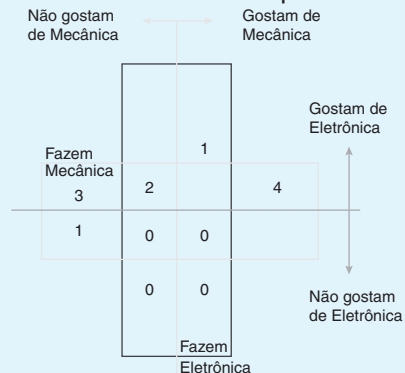 Não gostam
de Mecânica
Gostam de
Mecânica
Gostam de
Eletrônica
1
Fazem
Mecânica
3
2
4
1
0
0
0
0
Não gostam
de Eletrônica
Fazem
Eletrônica